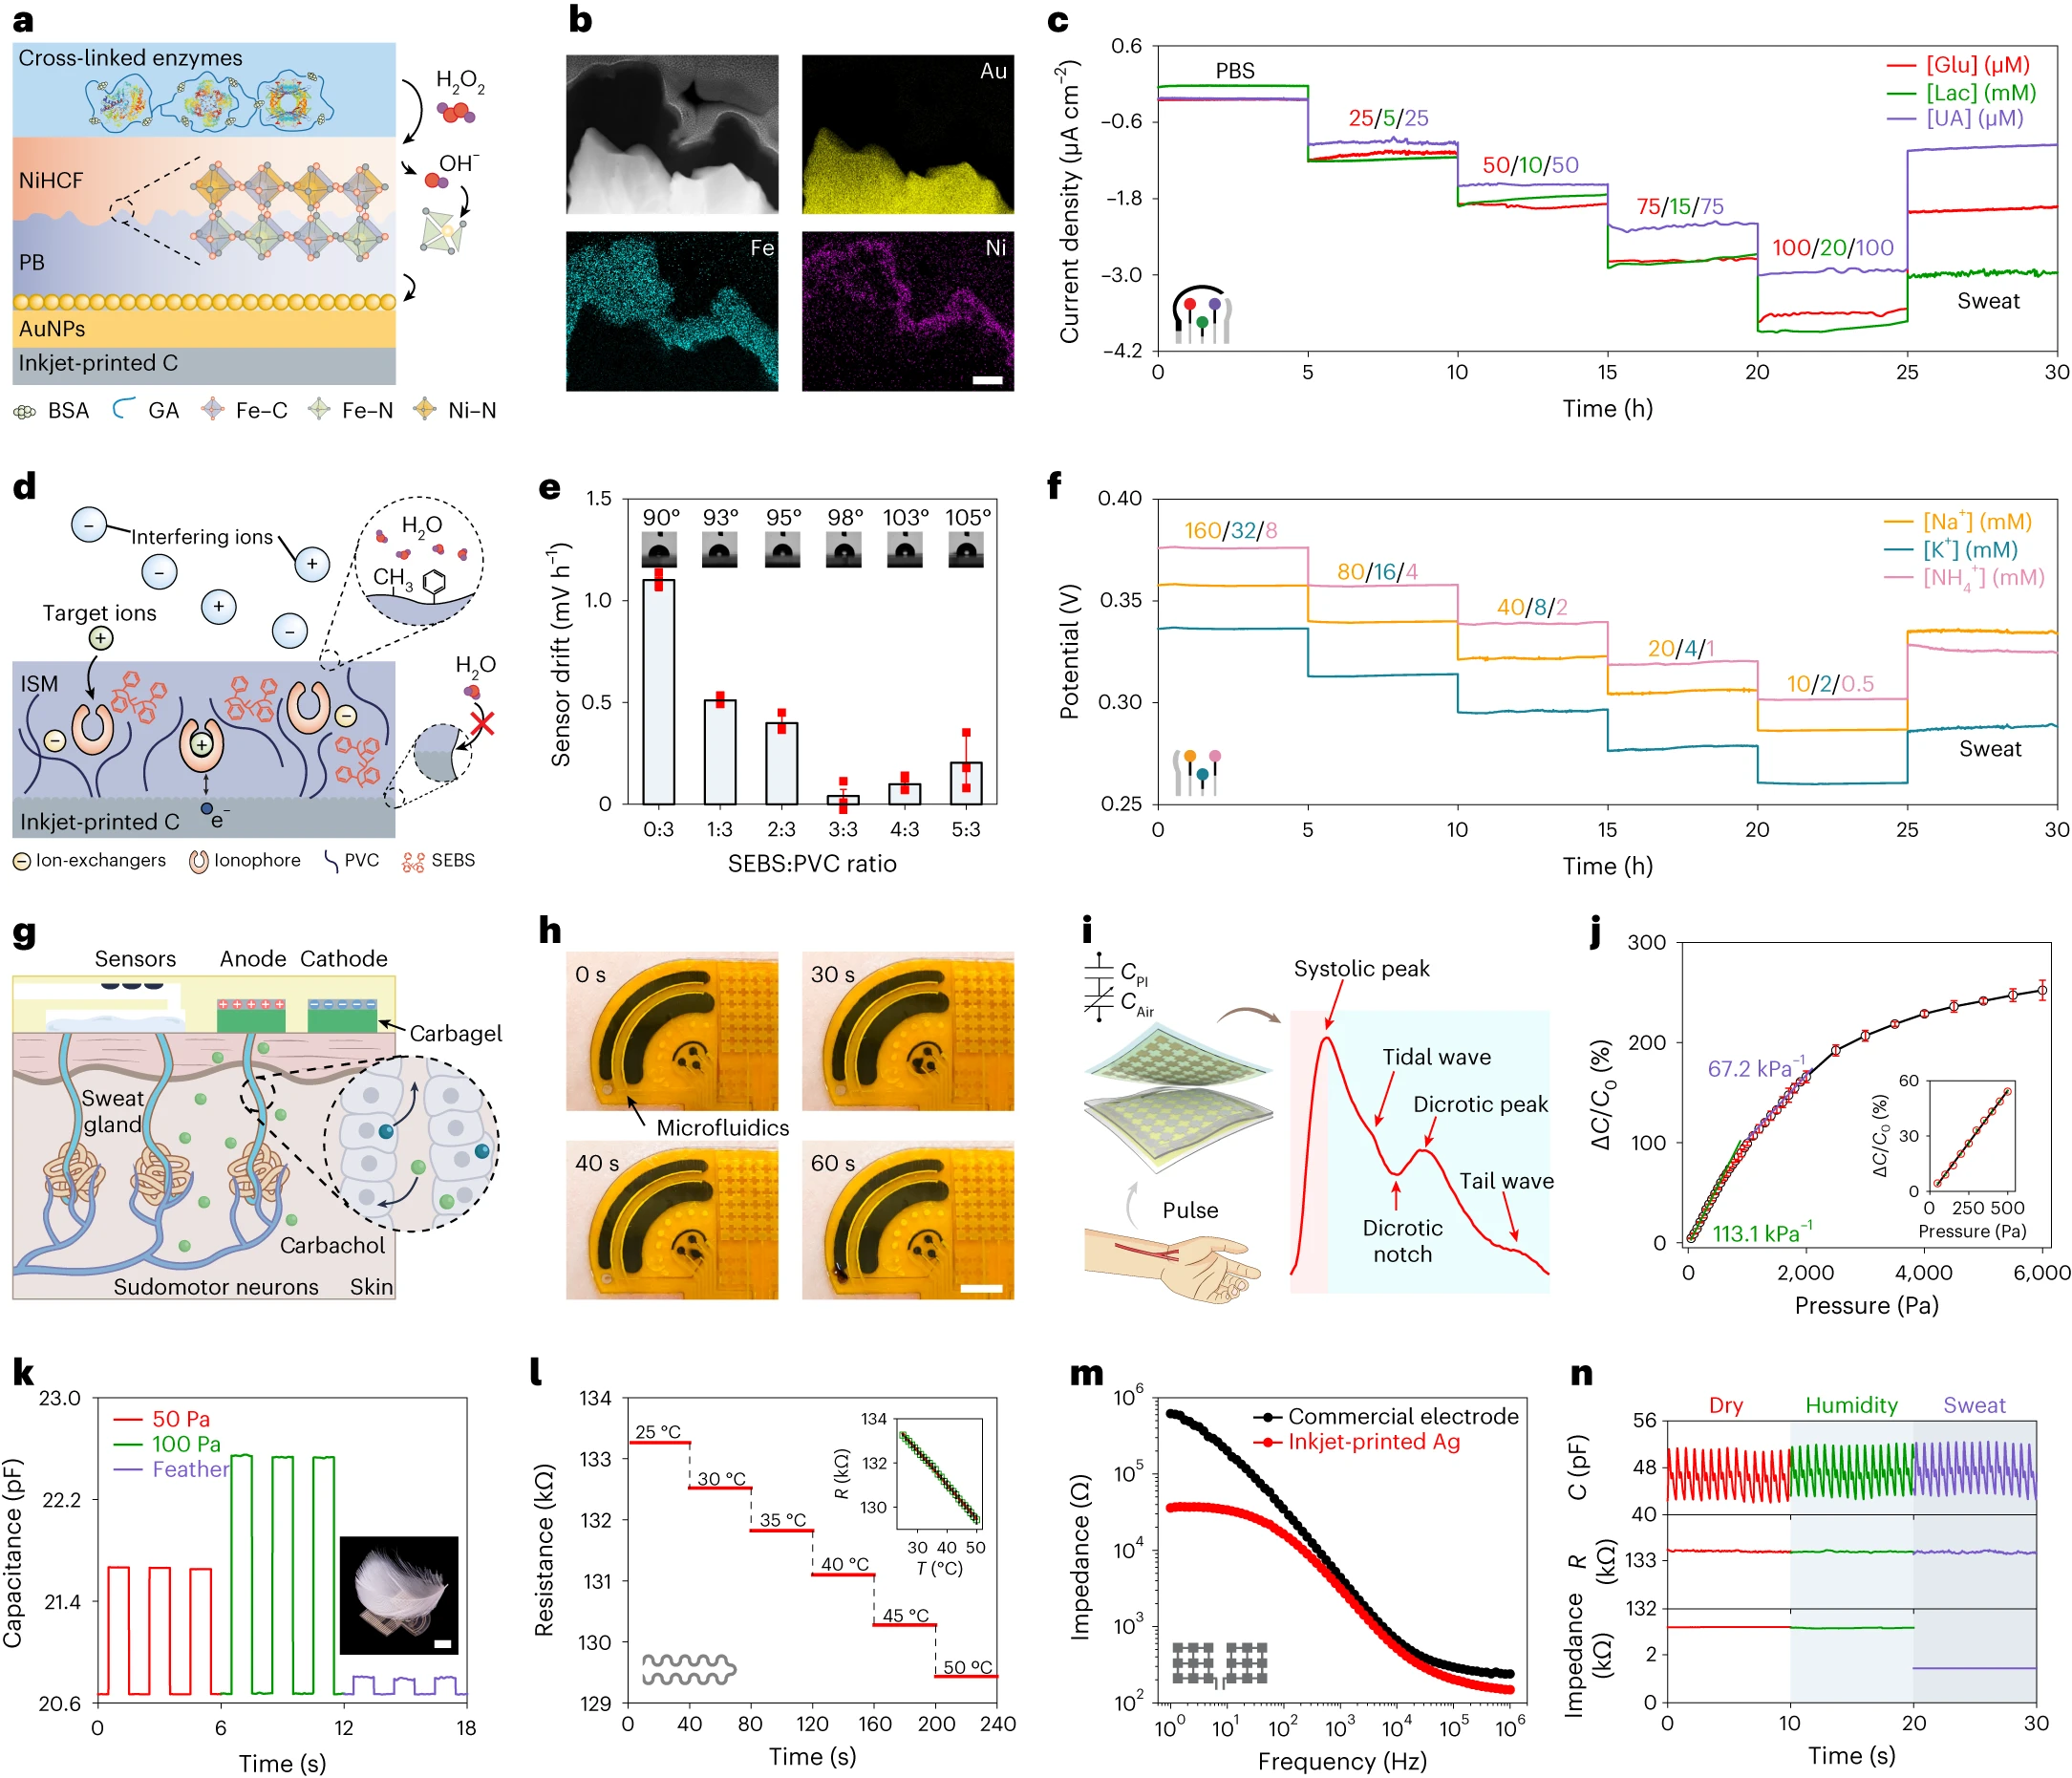 a
Cross-linked enzymes
H₂O₂
NiHCF
OH⁻
PB
AuNPs
Inkjet-printed C
BSA GA Fe–C Fe–N Ni–N
b
Au
Fe
Ni
c
Current density (μA cm⁻²)
0.6
−0.6
−1.8
−3.0
−4.2
PBS
25/5/25
50/10/50
75/15/75
100/20/100
[Glu] (μM)
[Lac] (mM)
[UA] (μM)
Sweat
0 5 10 15 20 25 30
Time (h)
d
Interfering ions
H₂O
CH₃
Target ions
ISM
H₂O
e⁻
Inkjet-printed C
Ion-exchangers Ionophore PVC SEBS
e
Sensor drift (mV h⁻¹)
1.5
1.0
0.5
0
90° 93° 95° 98° 103° 105°
0:3 1:3 2:3 3:3 4:3 5:3
SEBS:PVC ratio
f
Potential (V)
0.40
0.35
0.30
0.25
160/32/8
80/16/4
40/8/2
20/4/1
10/2/0.5
[Na⁺] (mM)
[K⁺] (mM)
[NH₄⁺] (mM)
Sweat
0 5 10 15 20 25 30
Time (h)
g
Sensors Anode Cathode
Carbagel
Sweat
gland
Carbachol
Sudomotor neurons Skin
h
0 s
30 s
Microfluidics
40 s
60 s
i
C_PI
C_Air
Pulse
Systolic peak
Tidal wave
Dicrotic peak
Tail wave
Dicrotic
notch
j
ΔC/C₀ (%)
300
200
100
0
67.2 kPa⁻¹
113.1 kPa⁻¹
ΔC/C₀ (%)
60
30
0
0 250 500
Pressure (Pa)
0 2,000 4,000 6,000
Pressure (Pa)
k
Capacitance (pF)
23.0
22.2
21.4
20.6
50 Pa
100 Pa
Feather
0 6 12 18
Time (s)
l
Resistance (kΩ)
134
133
132
131
130
129
25 °C
30 °C
35 °C
40 °C
45 °C
50 °C
R (kΩ)
134
132
130
30 40 50
T (°C)
0 40 80 120 160 200 240
Time (s)
m
Impedance (Ω)
10⁶
10⁵
10⁴
10³
10²
Commercial electrode
Inkjet-printed Ag
10⁰ 10¹ 10² 10³ 10⁴ 10⁵ 10⁶
Frequency (Hz)
n
Dry Humidity Sweat
C (pF)
56
48
40
R
(kΩ)
133
132
Impedance
(kΩ)
2
0
0 10 20 30
Time (s)